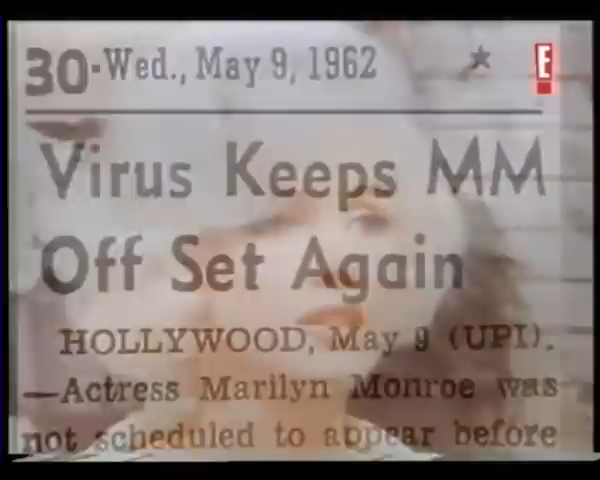 30-Wed., May 9, 1962
E!
Virus Keeps MM
Off Set Again
HOLLYWOOD, May 9 (UPI).
—Actress Marilyn Monroe was
not scheduled to appear before